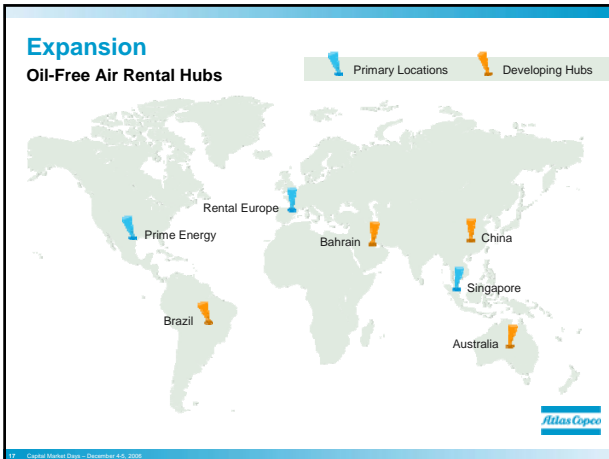 Expansion
Oil-Free Air Rental Hubs
Primary Locations
Developing Hubs
Rental Europe
Prime Energy
Bahrain
China
Singapore
Brazil
Australia
Atlas Copco
17 Capital Market Days – December 4-5, 2006